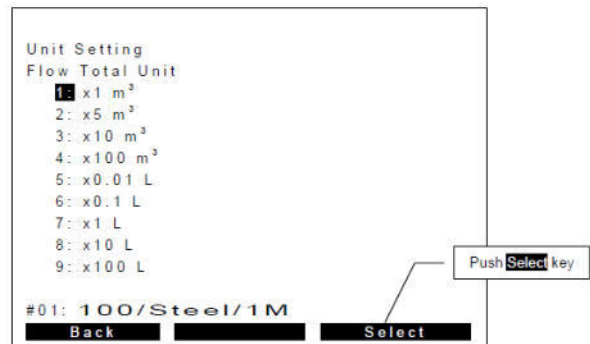 Unit Setting
Flow Total Unit
1: x1 m³
2: x5 m³
3: x10 m³
4: x100 m³
5: x0.01 L
6: x0.1 L
7: x1 L
8: x10 L
9: x100 L
Push Select key
#01: 100/Steel/1M
Back Select